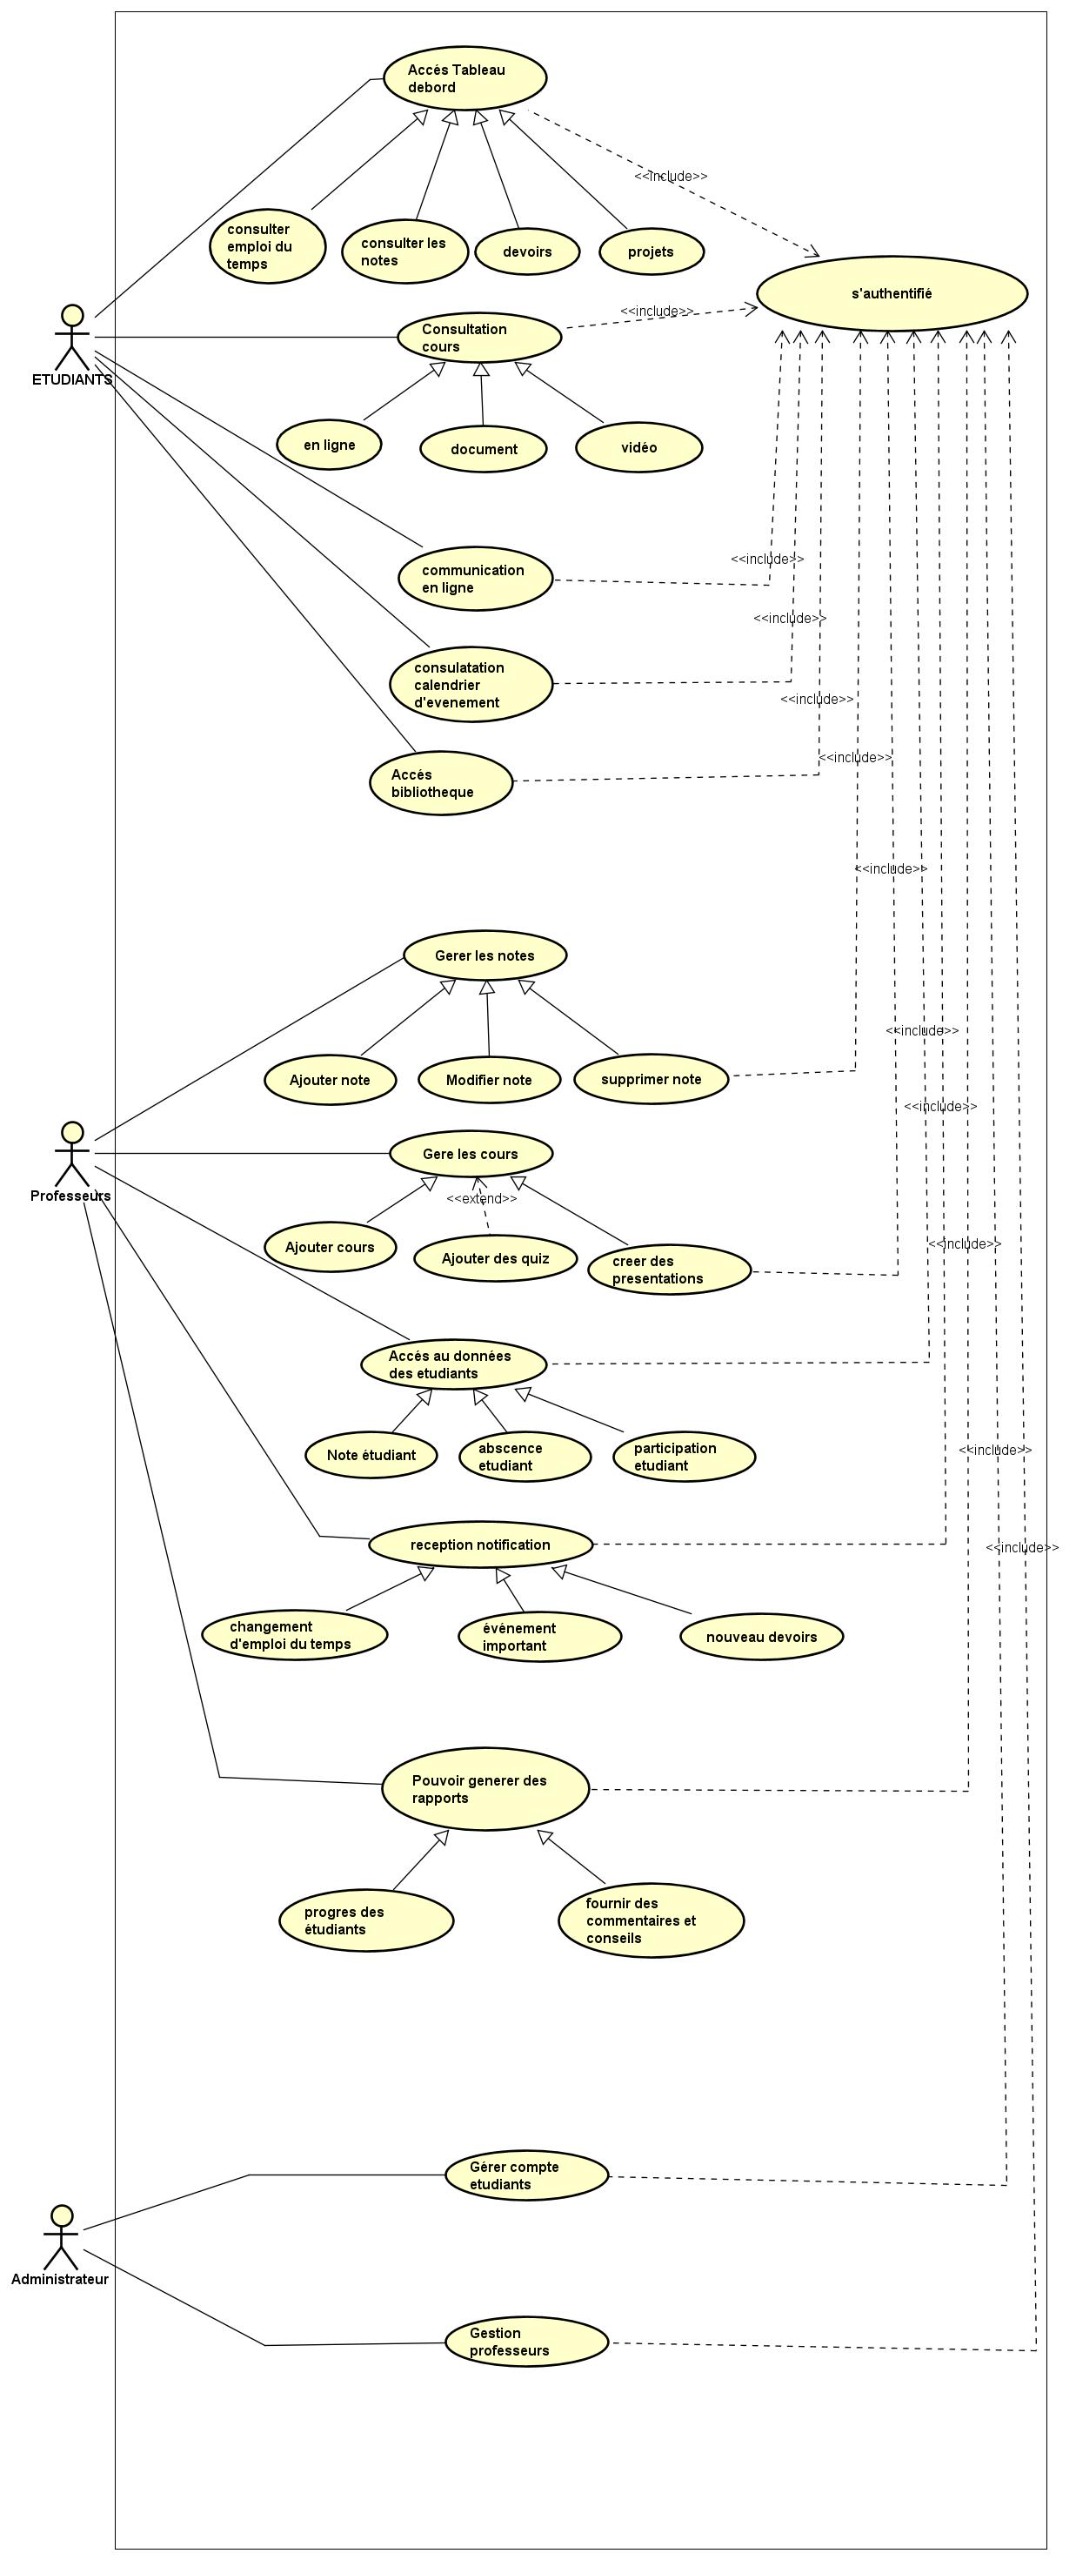 Accés Tableau
debord
<<include>>
consulter
emploi du
temps
consulter les
notes
devoirs
projets
s'authentifié
<<include>>
Consultation
cours
ETUDIANTS
en ligne
document
vidéo
<<include>>
communication
en ligne
<<include>>
consulatation
calendrier
d'evenement
<<include>>
<<include>>
Accés
bibliotheque
<<include>>
Gerer les notes
<<include>>
Ajouter note
Modifier note
supprimer note
<<include>>
Gere les cours
Professeurs
<<extend>>
<<include>>
Ajouter cours
Ajouter des quiz
creer des
presentations
Accés au données
des etudiants
Note étudiant
abscence
etudiant
participation
etudiant
<<include>>
reception notification
<<include>>
changement
d'emploi du temps
événement
important
nouveau devoirs
Pouvoir generer des
rapports
progres des
étudiants
fournir des
commentaires et
conseils
Gérer compte
etudiants
Administrateur
Gestion
professeurs